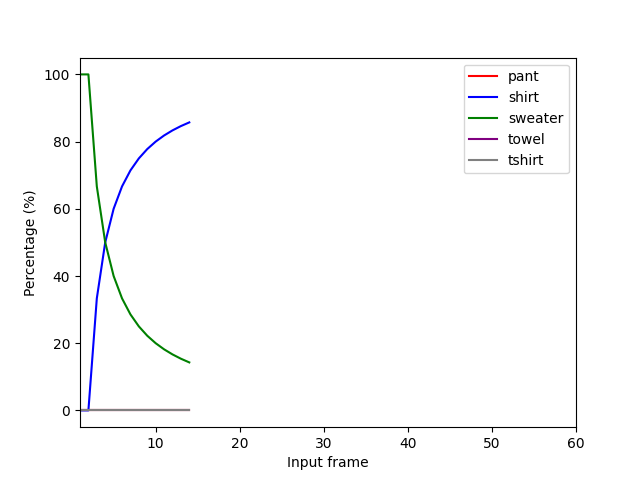 100
80
60
40
20
0
Percentage (%)
10 20 30 40 50 60
Input frame
pant
shirt
sweater
towel
tshirt